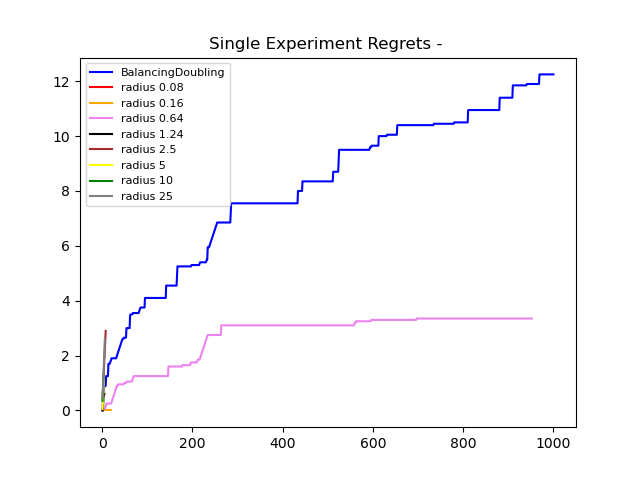 Single Experiment Regrets -
BalancingDoubling
radius 0.08
radius 0.16
radius 0.64
radius 1.24
radius 2.5
radius 5
radius 10
radius 25
12
10
8
6
4
2
0
0 200 400 600 800 1000